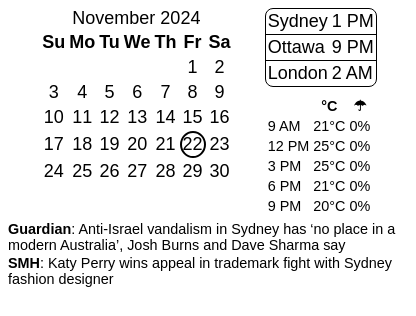 November 2024
Su Mo Tu We Th Fr Sa
1 2
3 4 5 6 7 8 9
10 11 12 13 14 15 16
17 18 19 20 21 22 23
24 25 26 27 28 29 30
Sydney 1 PM
Ottawa 9 PM
London 2 AM
°C ☂
9 AM 21°C 0%
12 PM 25°C 0%
3 PM 25°C 0%
6 PM 21°C 0%
9 PM 20°C 0%
Guardian: Anti-Israel vandalism in Sydney has ‘no place in a
modern Australia’, Josh Burns and Dave Sharma say
SMH: Katy Perry wins appeal in trademark fight with Sydney
fashion designer